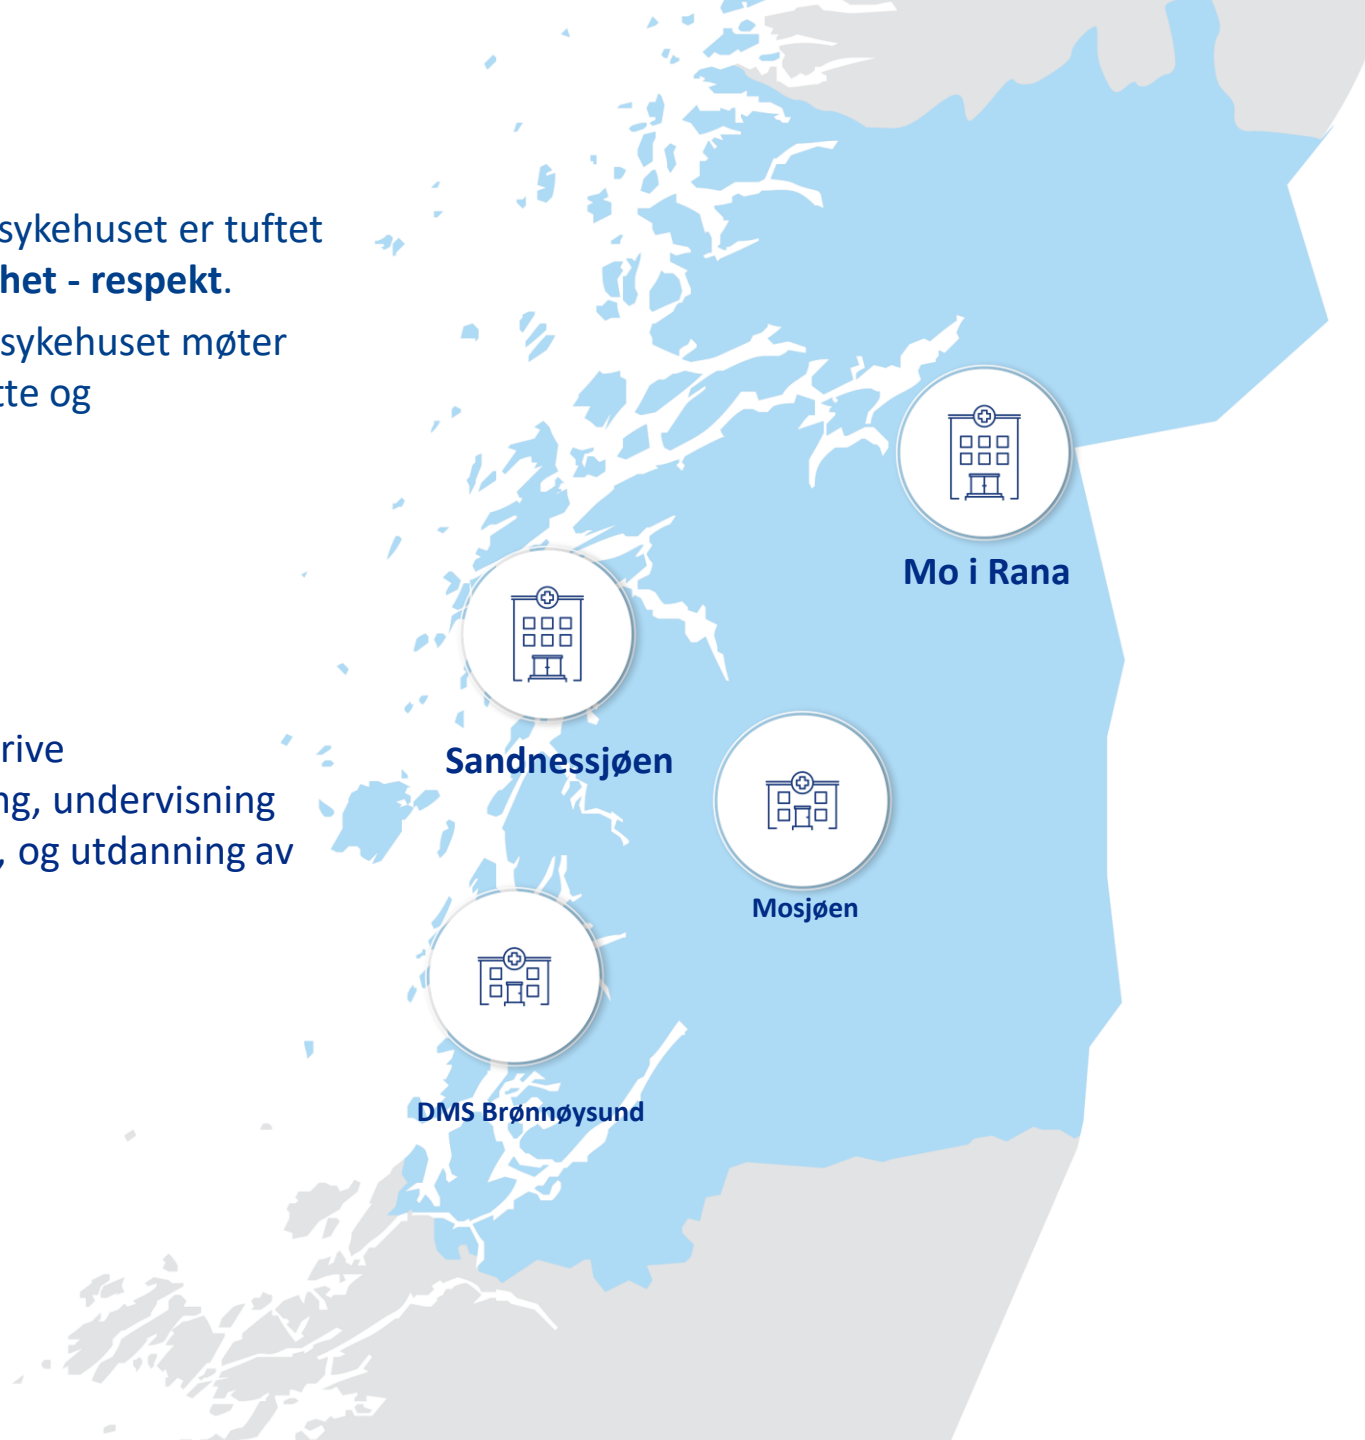 sykehuset er tuftet
het - respekt.
sykehuset møter
tte og
rive
ng, undervisning
, og utdanning av
Mo i Rana
Sandnessjøen
Mosjøen
DMS Brønnøysund